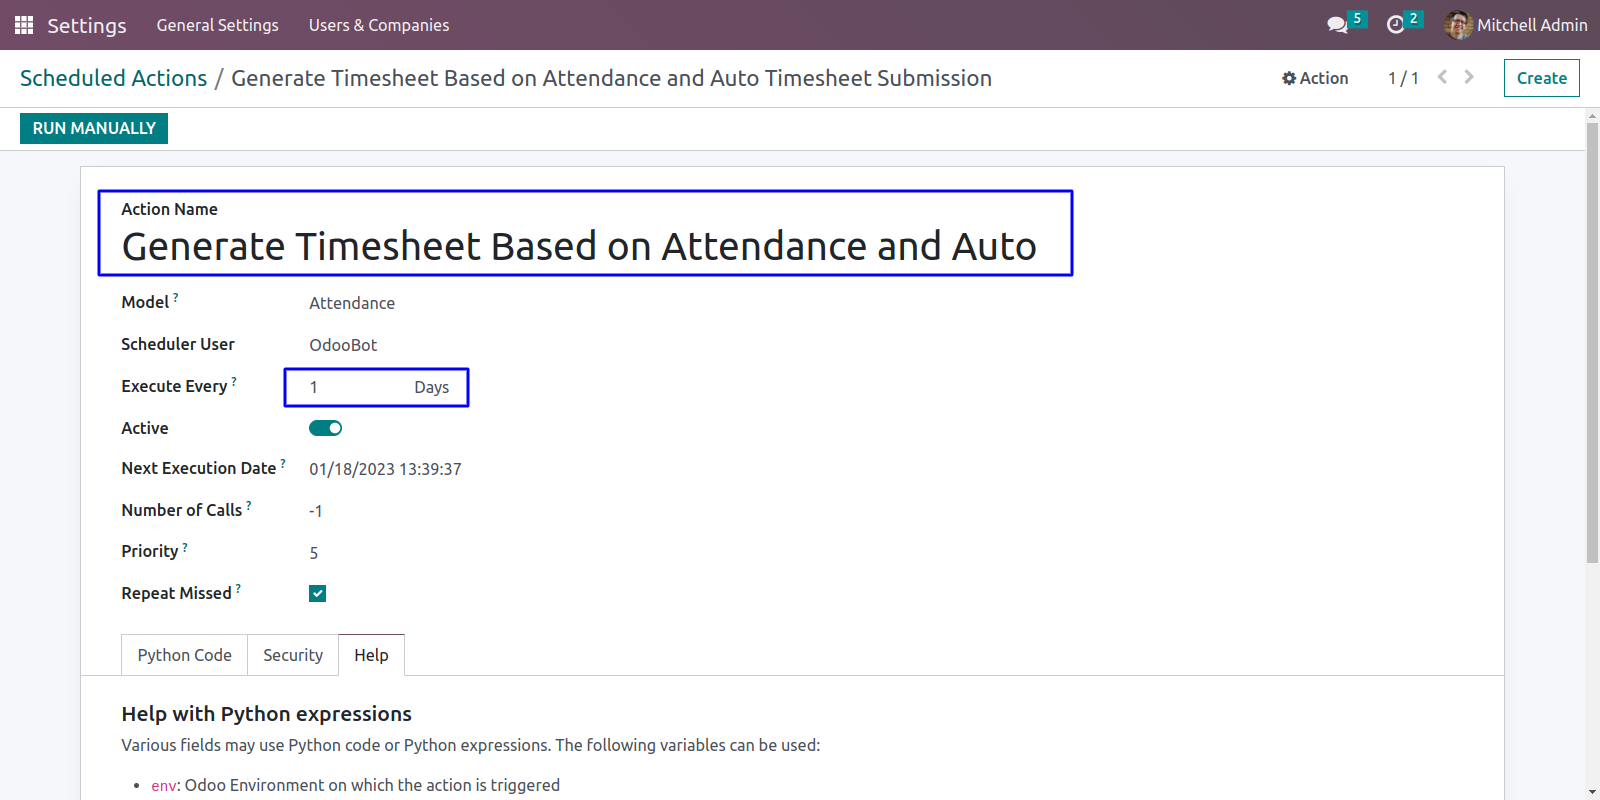 Settings General Settings Users & Companies 5 2 Mitchell Admin
Scheduled Actions / Generate Timesheet Based on Attendance and Auto Timesheet Submission Action 1 / 1 Create
RUN MANUALLY
Action Name
Generate Timesheet Based on Attendance and Auto
Model ? Attendance
Scheduler User OdooBot
Execute Every ? 1 Days
Active
Next Execution Date ? 01/18/2023 13:39:37
Number of Calls ? -1
Priority ? 5
Repeat Missed ?
Python Code Security Help
Help with Python expressions
Various fields may use Python code or Python expressions. The following variables can be used:
• env: Odoo Environment on which the action is triggered